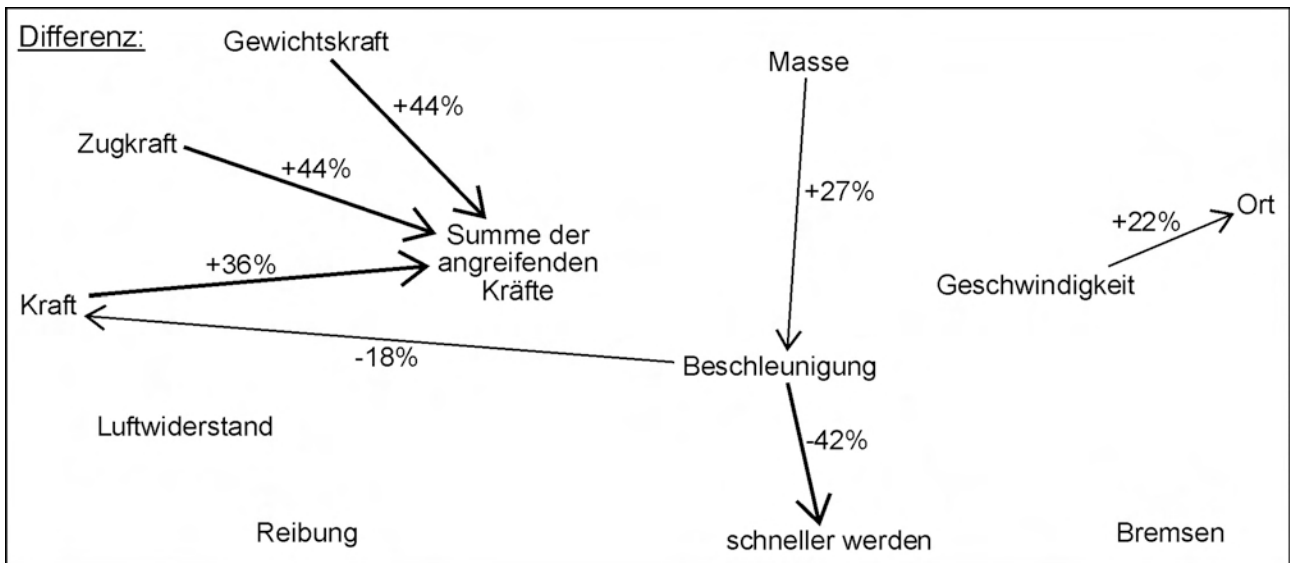 Differenz:
Gewichtskraft
Masse
+44%
Zugkraft
+44%
+27%
Ort
+22%
Summe der
angreifenden
Kräfte
+36%
Geschwindigkeit
Kraft
-18%
Beschleunigung
Luftwiderstand
-42%
Reibung
schneller werden
Bremsen